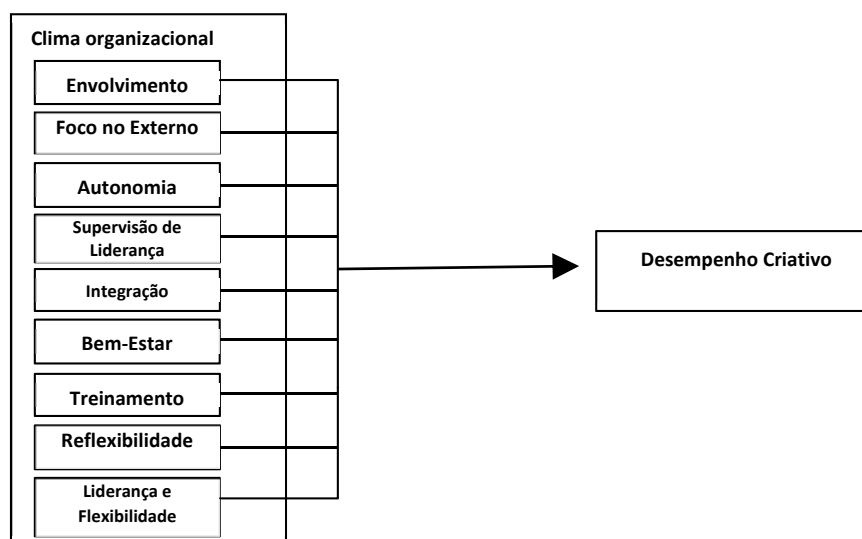 Clima organizacional
Envolvimento
Foco no Externo
Autonomia
Supervisão de
Liderança
Integração
Bem-Estar
Treinamento
Reflexibilidade
Liderança e
Flexibilidade
Desempenho Criativo